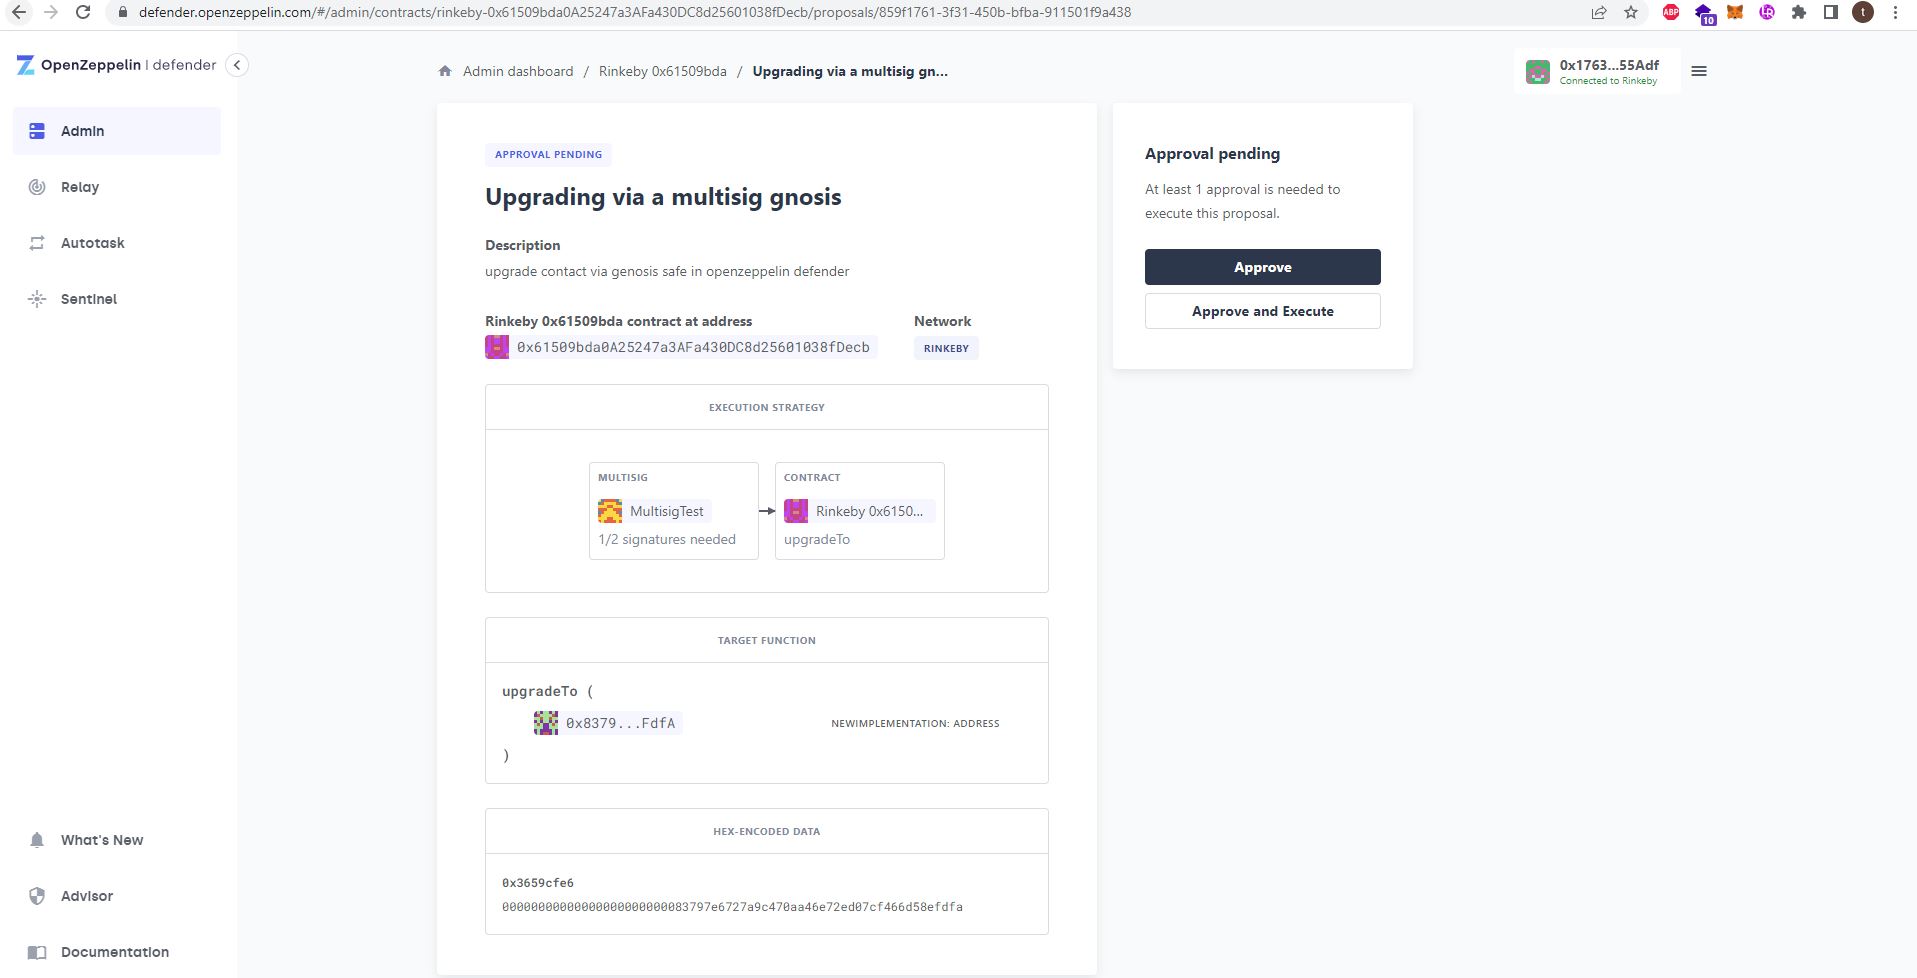 defender.openzeppelin.com/#/admin/contracts/rinkeby-0x61509bda0A25247a3AFa430DC8d25601038fDecb/proposals/859f1761-3f31-450b-bfba-911501f9a438
ABP
10
LR
t
OpenZeppelin | defender
Admin dashboard / Rinkeby 0x61509bda / Upgrading via a multisig gn...
0x1763...55Adf
Connected to Rinkeby
Admin
Relay
Autotask
Sentinel
What's New
Advisor
Documentation
APPROVAL PENDING
Upgrading via a multisig gnosis
Description
upgrade contact via genosis safe in openzeppelin defender
Rinkeby 0x61509bda contract at address
0x61509bda0A25247a3AFa430DC8d25601038fDecb
Network
RINKEBY
EXECUTION STRATEGY
MULTISIG
MultisigTest
1/2 signatures needed
CONTRACT
Rinkeby 0x6150...
upgradeTo
TARGET FUNCTION
upgradeTo (
0x8379...FdfA
NEWIMPLEMENTATION: ADDRESS
)
HEX-ENCODED DATA
0x3659cfe6
00000000000000000000000083797e6727a9c470aa46e72ed07cf466d58efdfa
Approval pending
At least 1 approval is needed to
execute this proposal.
Approve
Approve and Execute